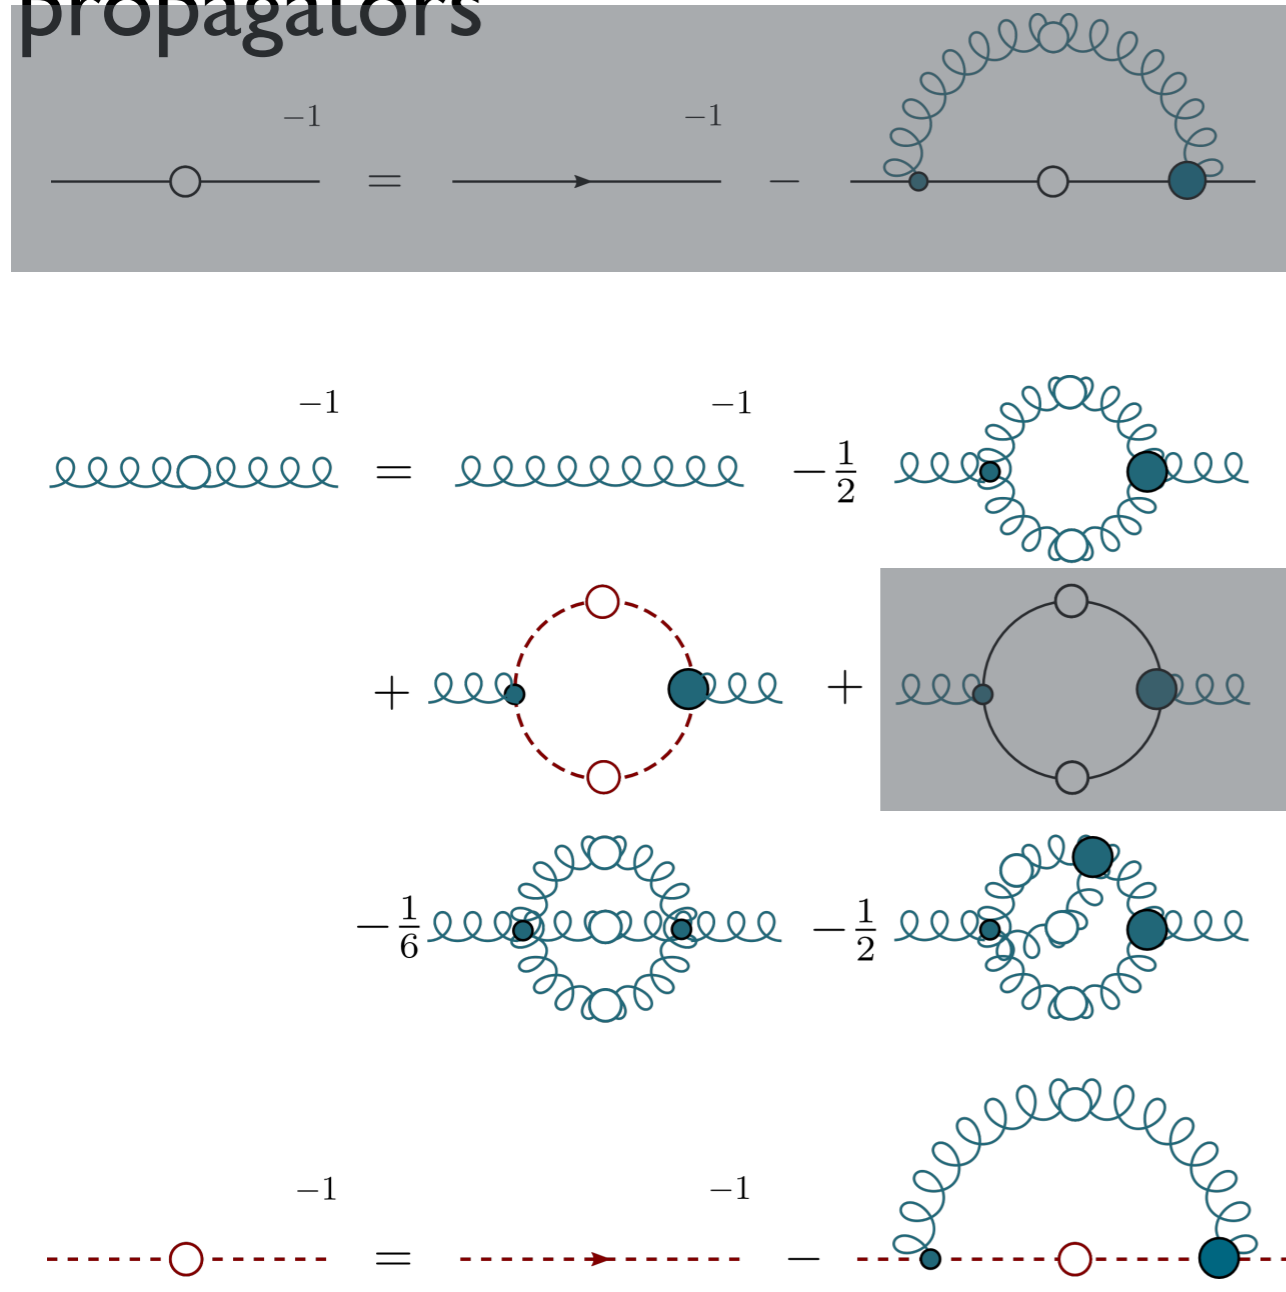 propagators
−1 −1
= −
−1 −1
= − 1/2
+ +
− 1/6 − 1/2
−1 −1
= −